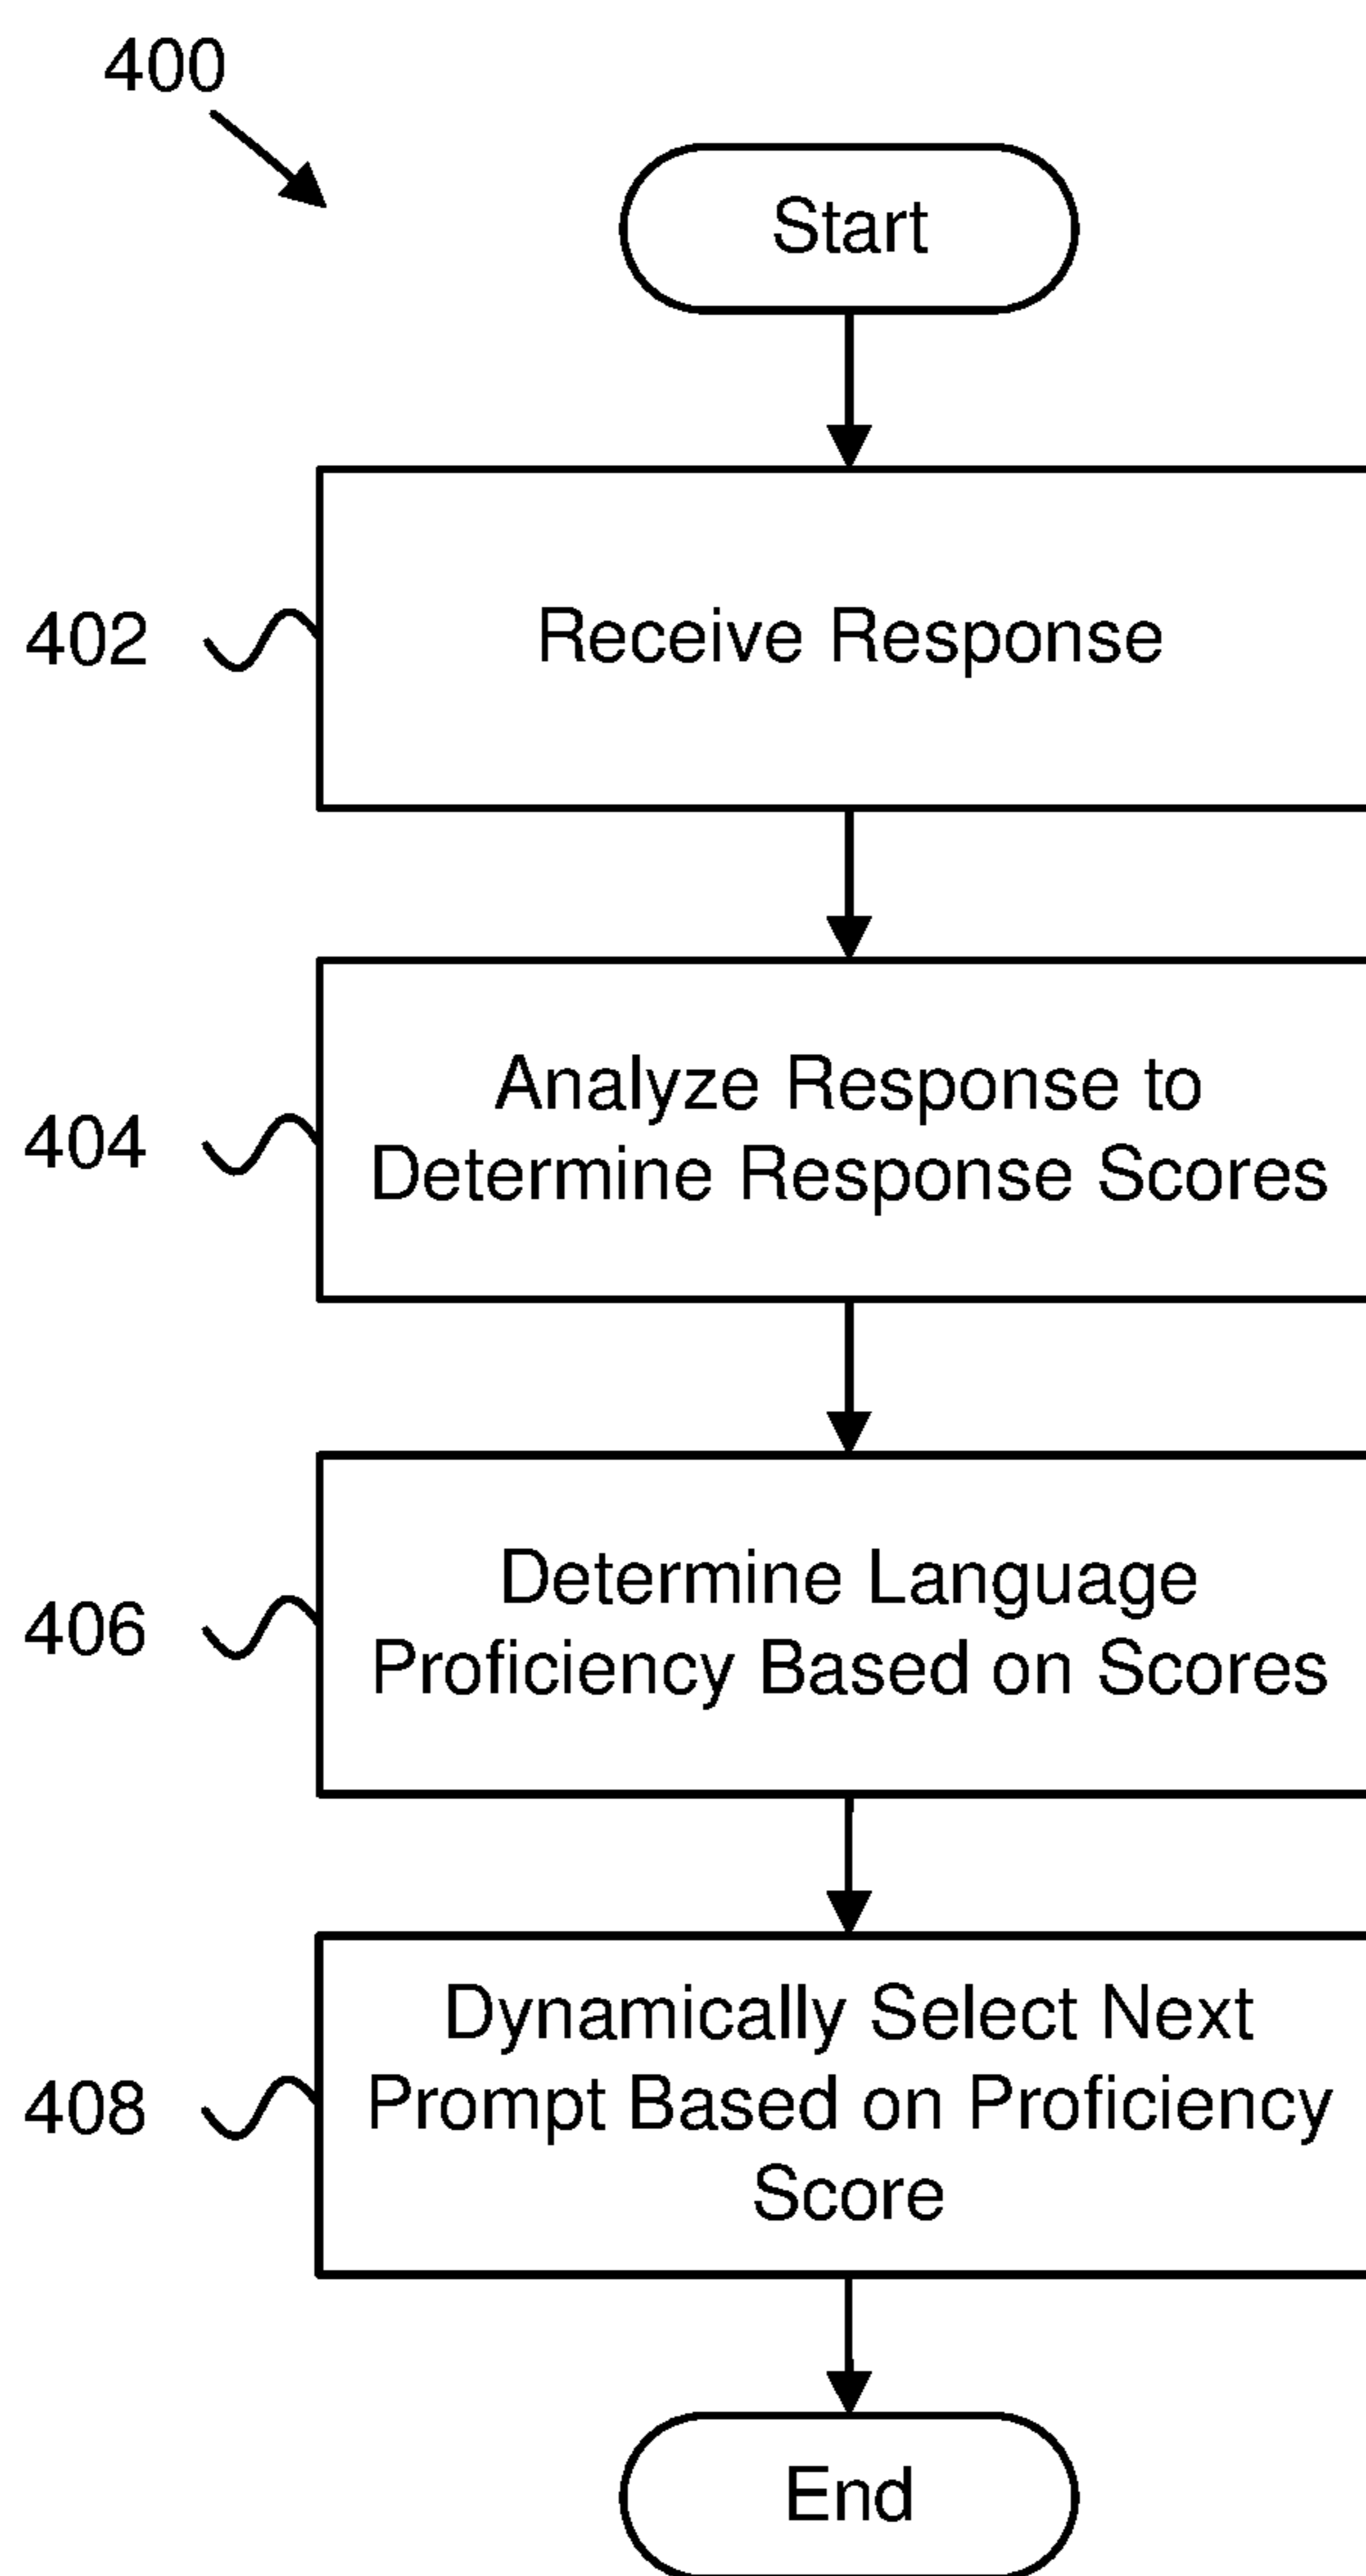 400
Start
402
Receive Response
404
Analyze Response to
Determine Response Scores
406
Determine Language
Proficiency Based on Scores
408
Dynamically Select Next
Prompt Based on Proficiency
Score
End